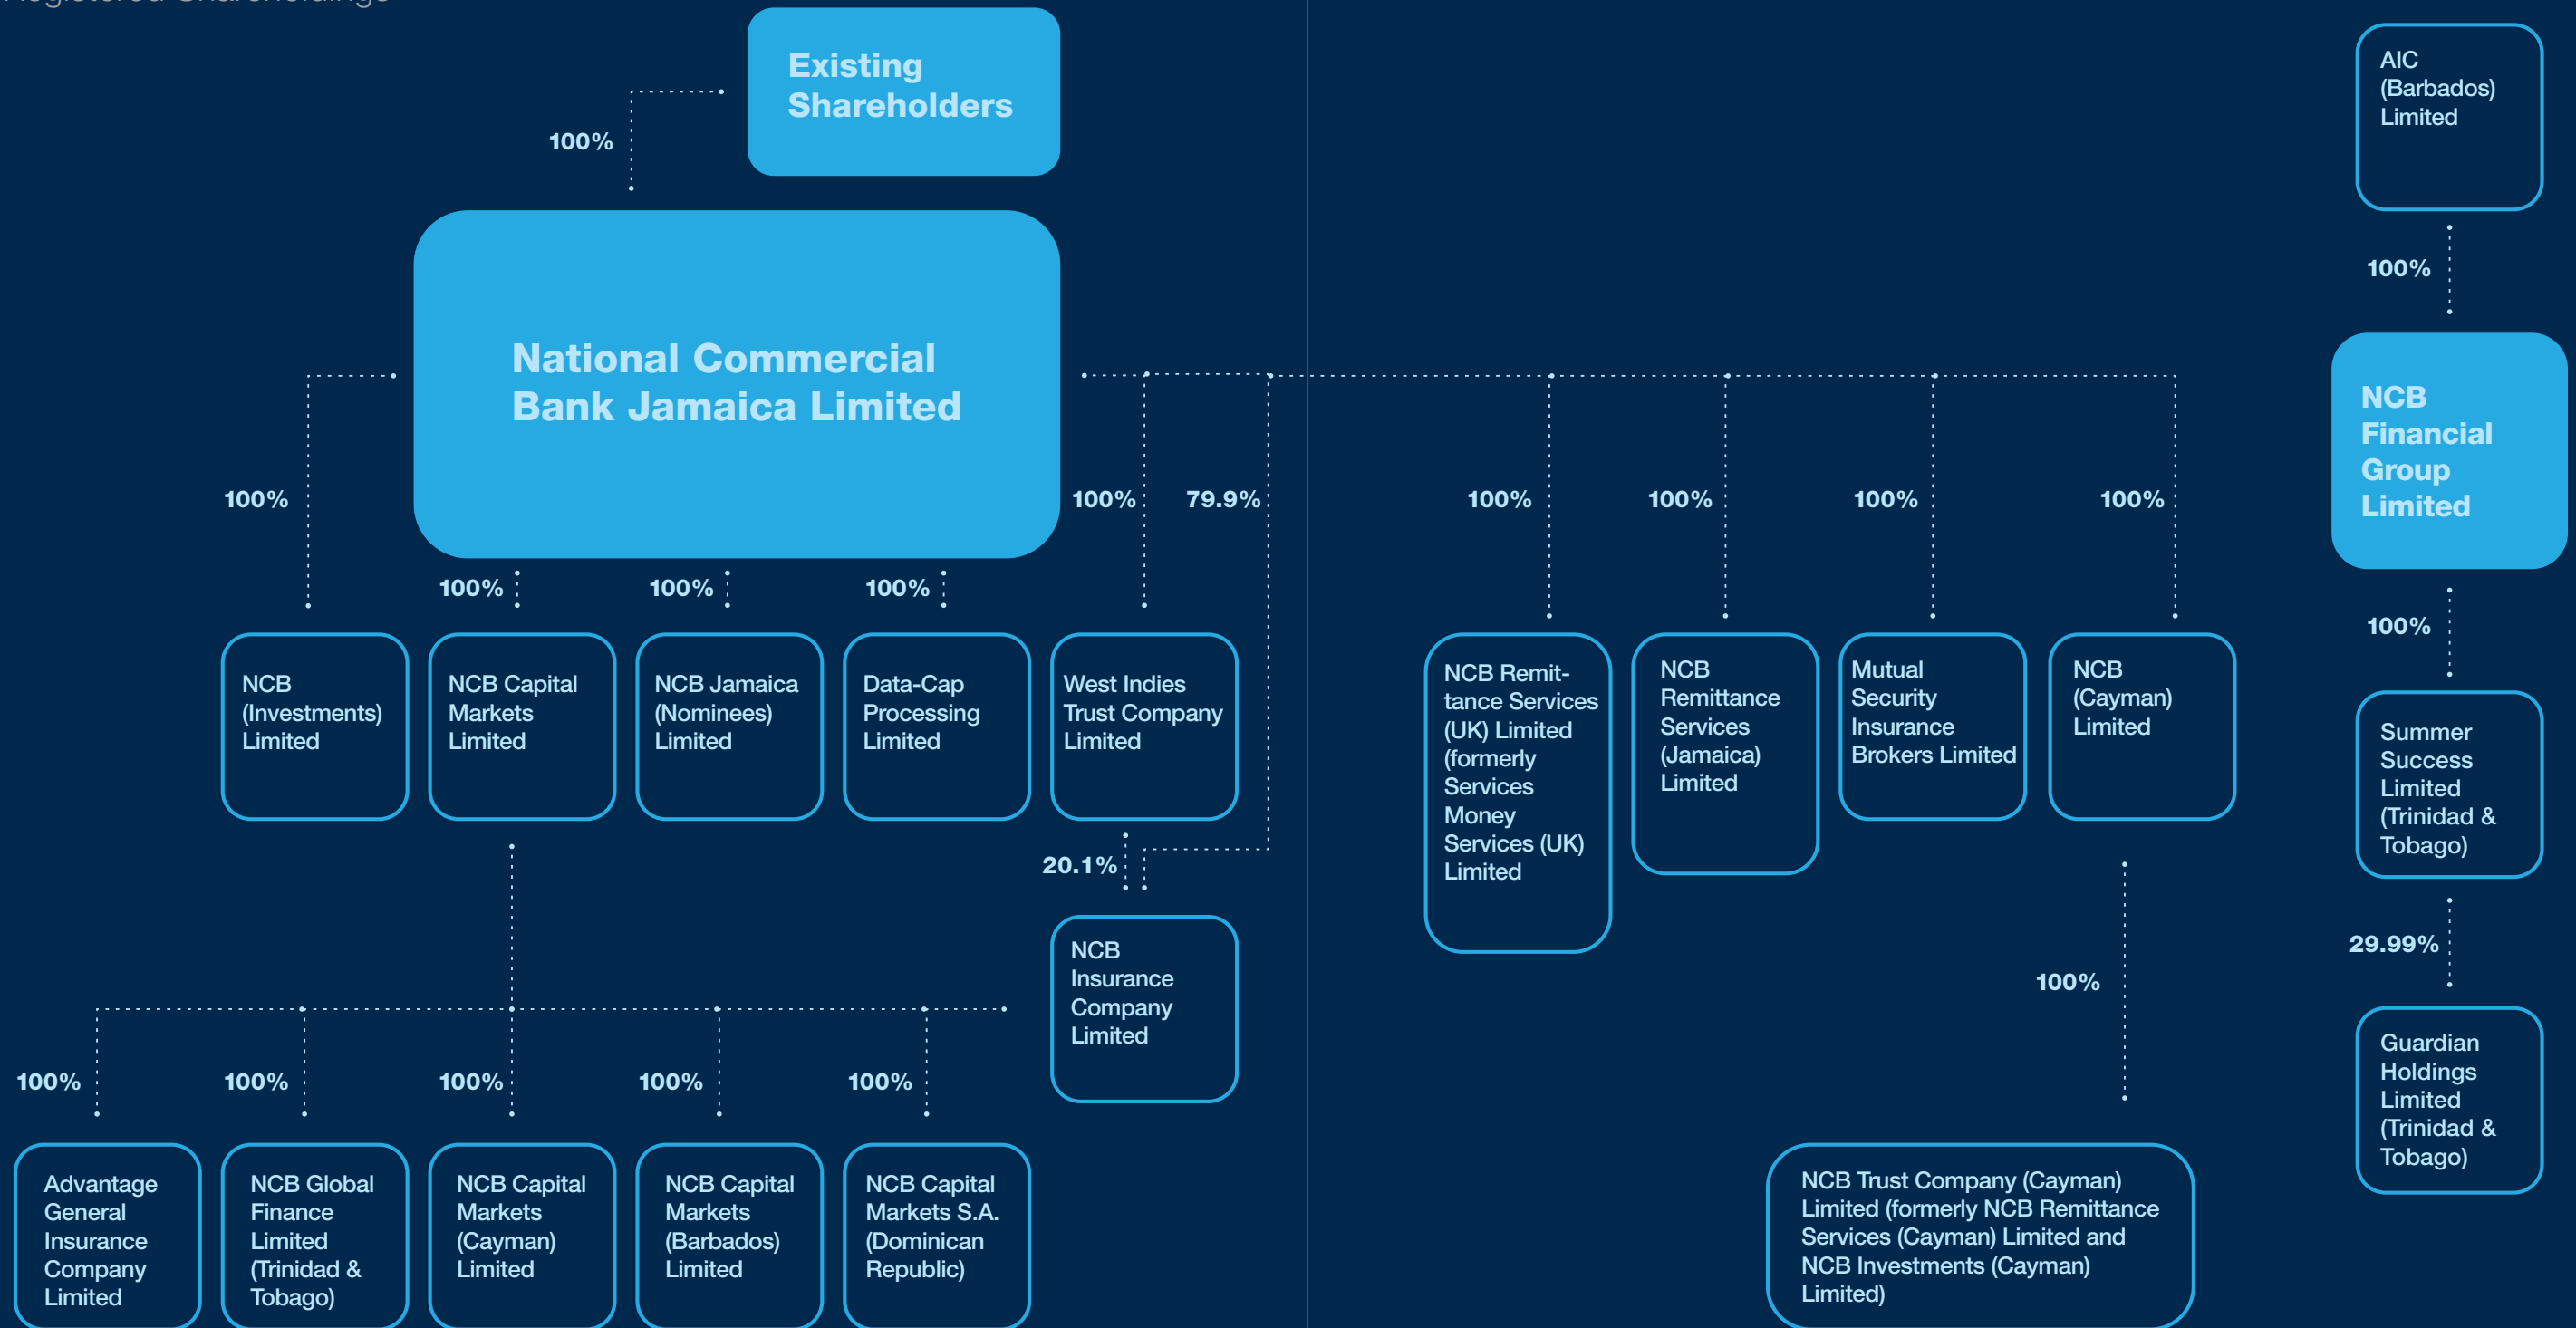 Registered Shareholdings
Existing
Shareholders
100%
National Commercial
Bank Jamaica Limited
100%
100%
100%
100%
100%
79.9%
NCB
(Investments)
Limited
NCB Capital
Markets
Limited
NCB Jamaica
(Nominees)
Limited
Data-Cap
Processing
Limited
West Indies
Trust Company
Limited
20.1%
NCB
Insurance
Company
Limited
100%
100%
100%
100%
100%
Advantage
General
Insurance
Company
Limited
NCB Global
Finance
Limited
(Trinidad &
Tobago)
NCB Capital
Markets
(Cayman)
Limited
NCB Capital
Markets
(Barbados)
Limited
NCB Capital
Markets S.A.
(Dominican
Republic)
100%
100%
100%
100%
NCB Remit-
tance Services
(UK) Limited
(formerly
Services
Money
Services (UK)
Limited
NCB
Remittance
Services
(Jamaica)
Limited
Mutual
Security
Insurance
Brokers Limited
NCB
(Cayman)
Limited
100%
NCB Trust Company (Cayman)
Limited (formerly NCB Remittance
Services (Cayman) Limited and
NCB Investments (Cayman)
Limited)
AIC
(Barbados)
Limited
100%
NCB
Financial
Group
Limited
100%
Summer
Success
Limited
(Trinidad &
Tobago)
29.99%
Guardian
Holdings
Limited
(Trinidad &
Tobago)